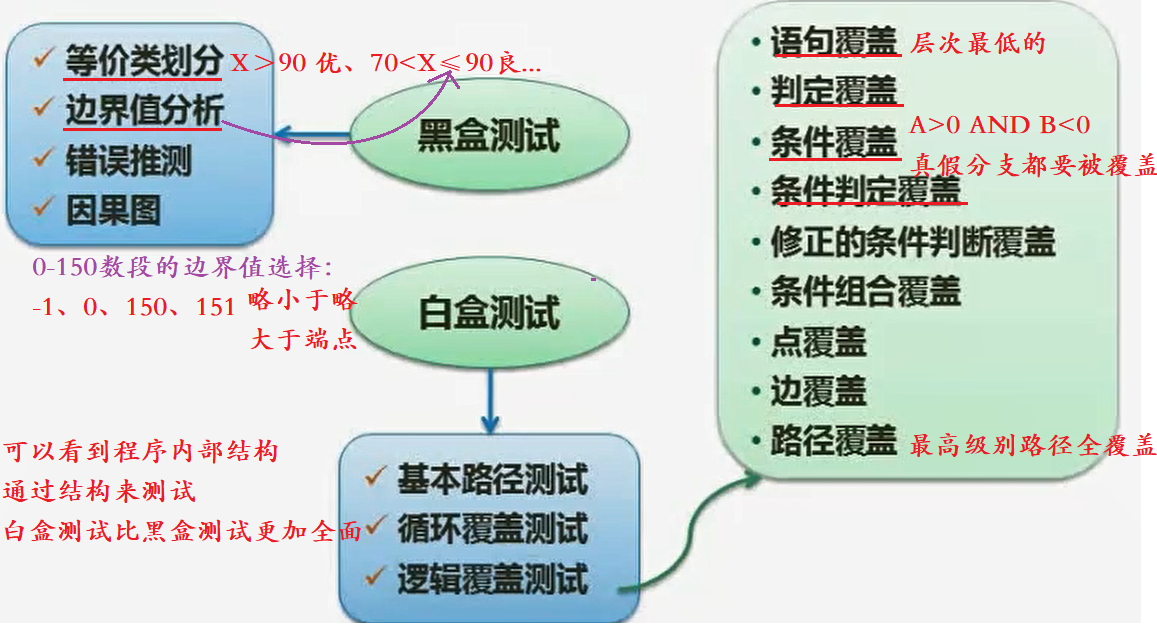 等价类划分
X＞90 优、70<X≤90良...
边界值分析
错误推测
因果图
黑盒测试
0-150数段的边界值选择：
-1、0、150、151
略小于略
大于端点
白盒测试
可以看到程序内部结构
通过结构来测试
白盒测试比黑盒测试更加全面
基本路径测试
循环覆盖测试
逻辑覆盖测试
语句覆盖
层次最低的
判定覆盖
条件覆盖
A>0 AND B<0
真假分支都要被覆盖
条件判定覆盖
修正的条件判断覆盖
条件组合覆盖
点覆盖
边覆盖
路径覆盖
最高级别路径全覆盖